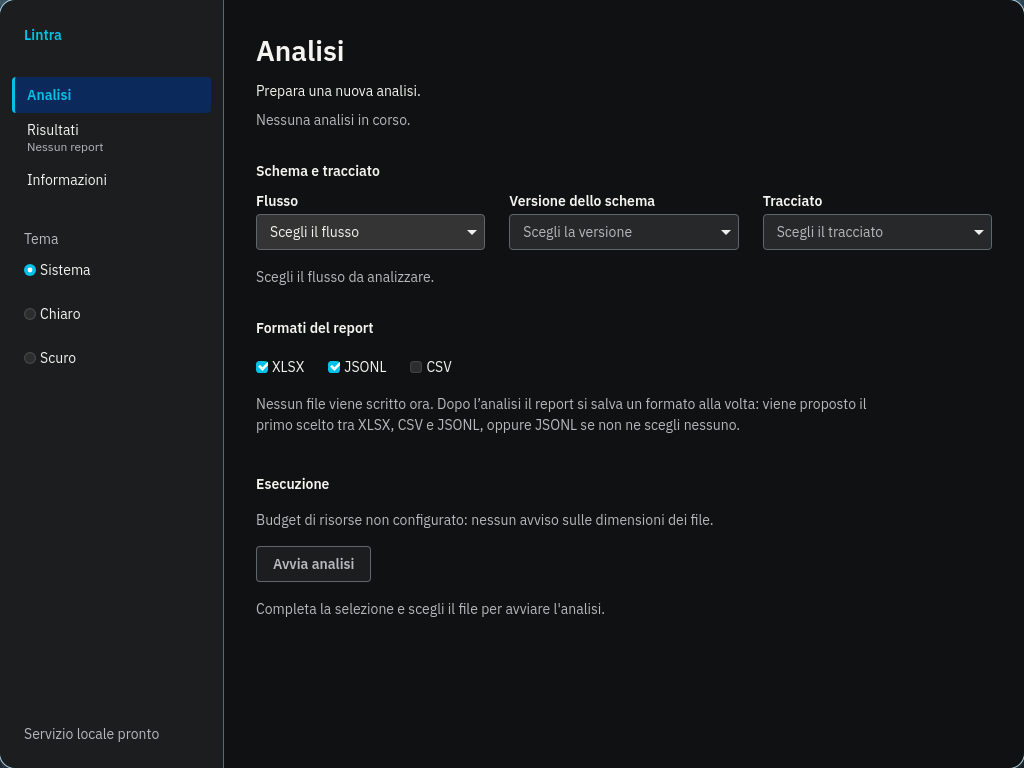 Lintra
Analisi
Risultati
Nessun report
Informazioni
Tema
Sistema
Chiaro
Scuro
Servizio locale pronto
Analisi
Prepara una nuova analisi.
Nessuna analisi in corso.
Schema e tracciato
Flusso
Scegli il flusso
Versione dello schema
Scegli la versione
Tracciato
Scegli il tracciato
Scegli il flusso da analizzare.
Formati del report
XLSX JSONL CSV
Nessun file viene scritto ora. Dopo l’analisi il report si salva un formato alla volta: viene proposto il
primo scelto tra XLSX, CSV e JSONL, oppure JSONL se non ne scegli nessuno.
Esecuzione
Budget di risorse non configurato: nessun avviso sulle dimensioni dei file.
Avvia analisi
Completa la selezione e scegli il file per avviare l'analisi.